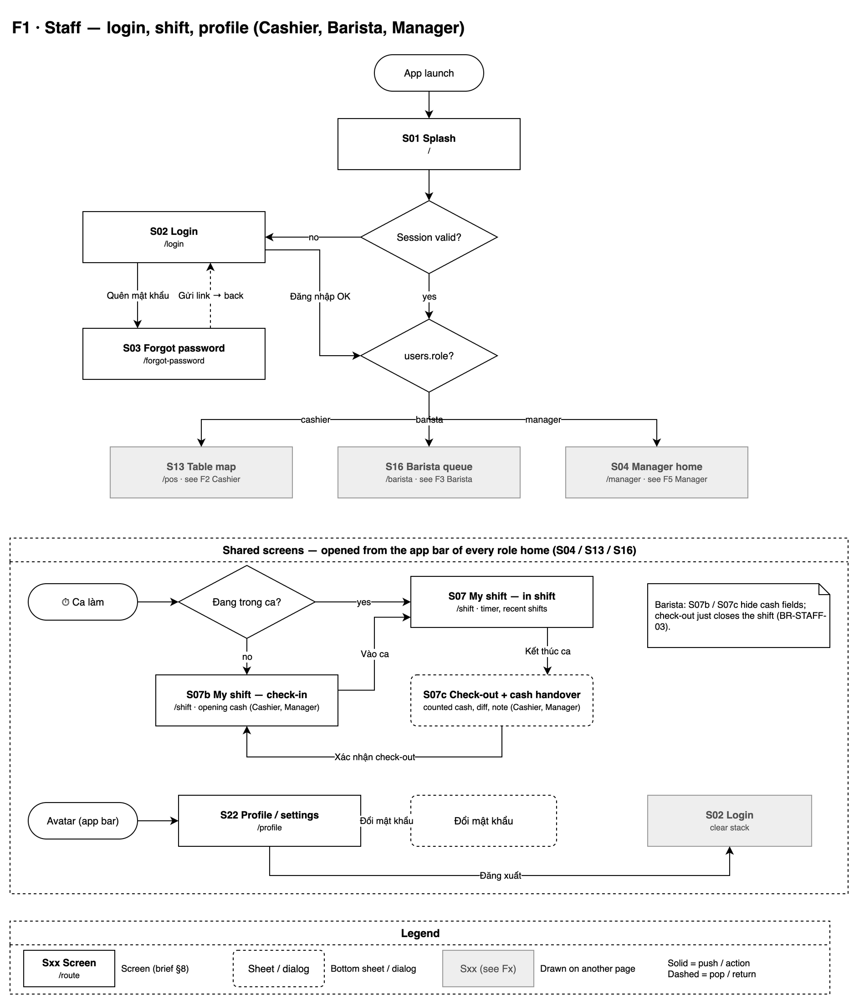 F1 · Staff — login, shift, profile (Cashier, Barista, Manager)
App launch
S01 Splash
/
Session valid?
no
S02 Login
/login
Quên mật khẩu
Gửi link → back
Đăng nhập OK
yes
S03 Forgot password
/forgot-password
users.role?
cashier
barista
manager
S13 Table map
/pos · see F2 Cashier
S16 Barista queue
/barista · see F3 Barista
S04 Manager home
/manager · see F5 Manager
Shared screens — opened from the app bar of every role home (S04 / S13 / S16)
⏱ Ca làm
Đang trong ca?
yes
S07 My shift — in shift
/shift · timer, recent shifts
Barista: S07b / S07c hide cash fields;
check-out just closes the shift (BR-STAFF-
03).
no
Vào ca
Kết thúc ca
S07b My shift — check-in
/shift · opening cash (Cashier, Manager)
S07c Check-out + cash handover
counted cash, diff, note (Cashier, Manager)
Xác nhận check-out
Avatar (app bar)
S22 Profile / settings
/profile
Đổi mật khẩu
Đổi mật khẩu
S02 Login
clear stack
Đăng xuất
Legend
Sxx Screen
/route
Screen (brief §8)
Sheet / dialog
Bottom sheet / dialog
Sxx (see Fx)
Drawn on another page
Solid = push / action
Dashed = pop / return